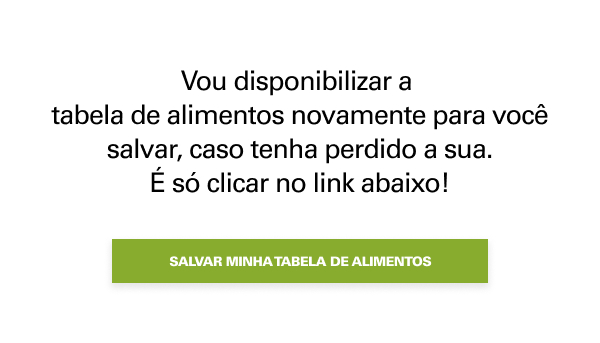 Vou disponibilizar a
tabela de alimentos novamente para você
salvar, caso tenha perdido a sua.
É só clicar no link abaixo!
SALVAR MINHA TABELA DE ALIMENTOS